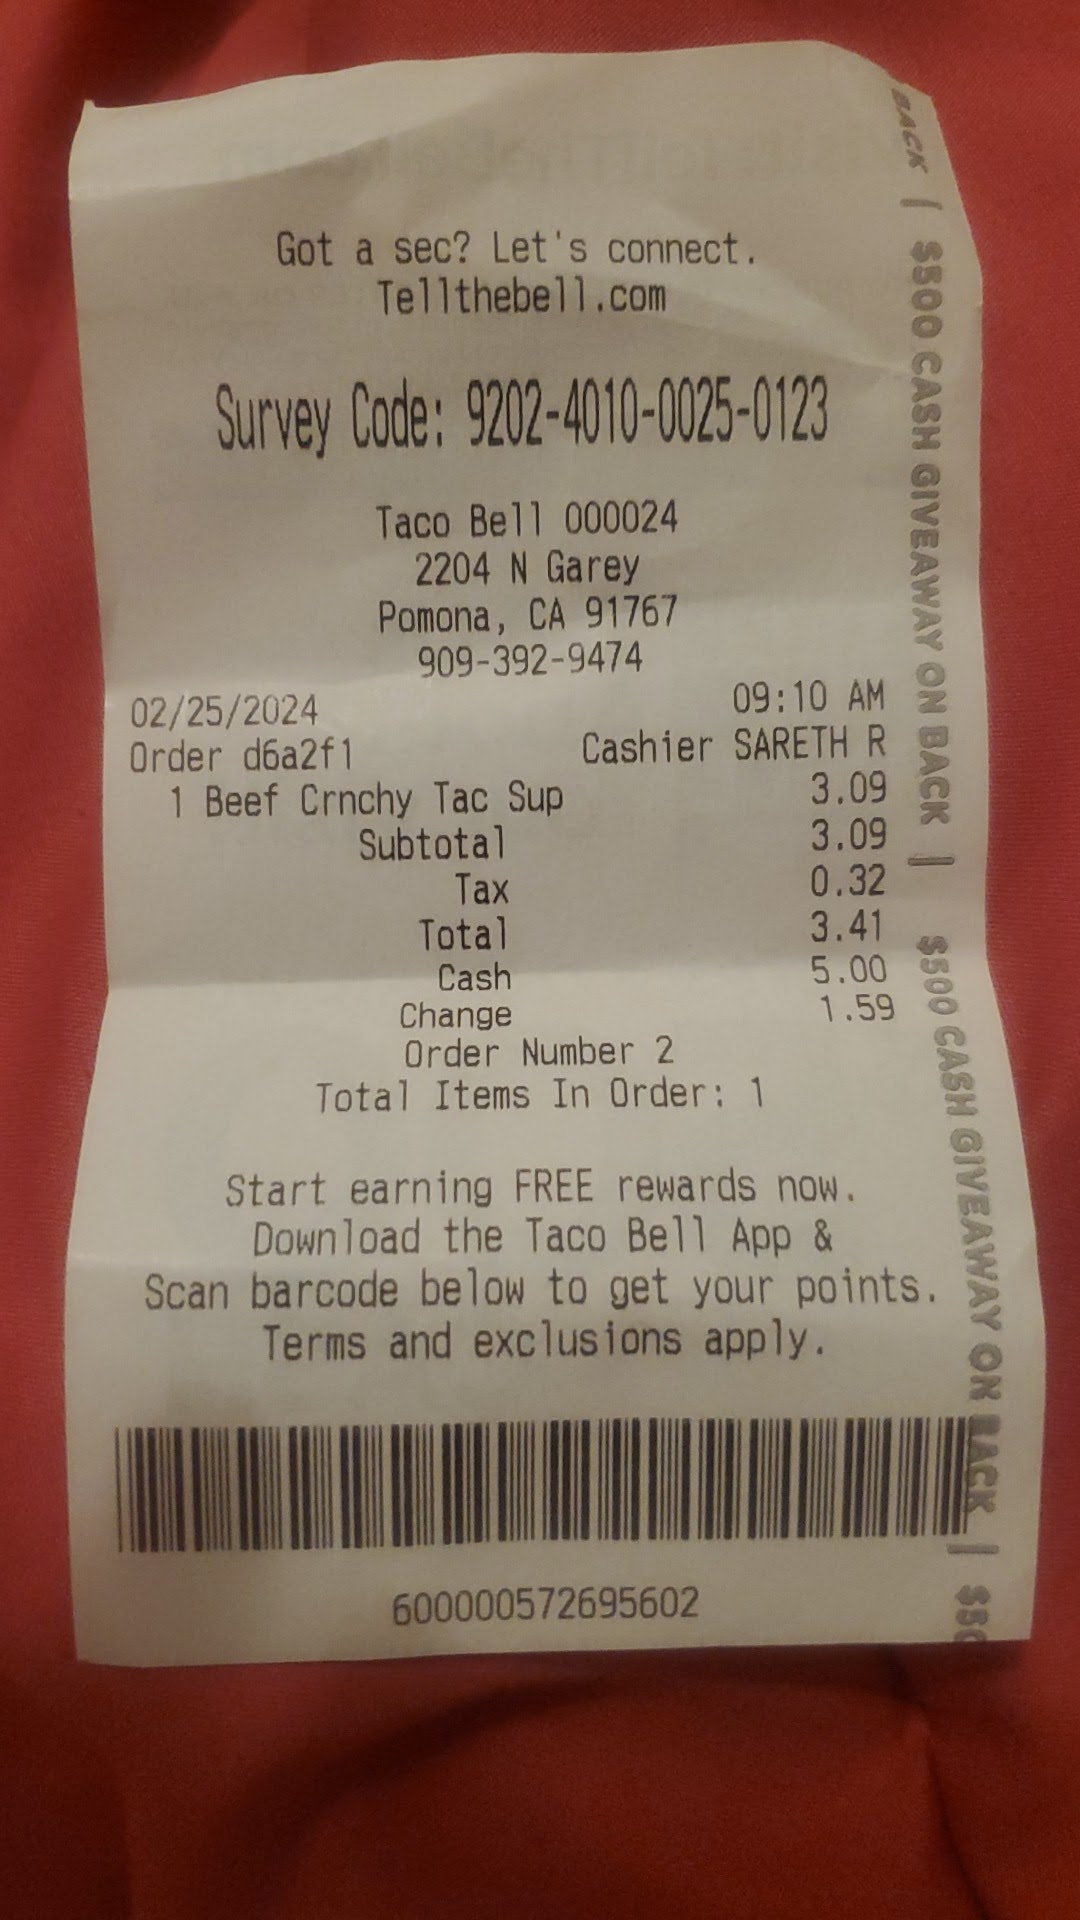 Got a sec? Let's connect.
Tellthebell.com
Survey Code: 9202-4010-0025-0123
Taco Bell 000024
2204 N Garey
Pomona, CA 91767
909-392-9474
02/25/2024 09:10 AM
Order d6a2f1 Cashier SARETH R
1 Beef Crnchy Tac Sup 3.09
Subtotal 3.09
Tax 0.32
Total 3.41
Cash 5.00
Change 1.59
Order Number 2
Total Items In Order: 1
Start earning FREE rewards now.
Download the Taco Bell App &
Scan barcode below to get your points.
Terms and exclusions apply.
600000572695602
BACK | $500 CASH GIVEAWAY ON BACK | $500 CASH GIVEAWAY ON BACK | $50